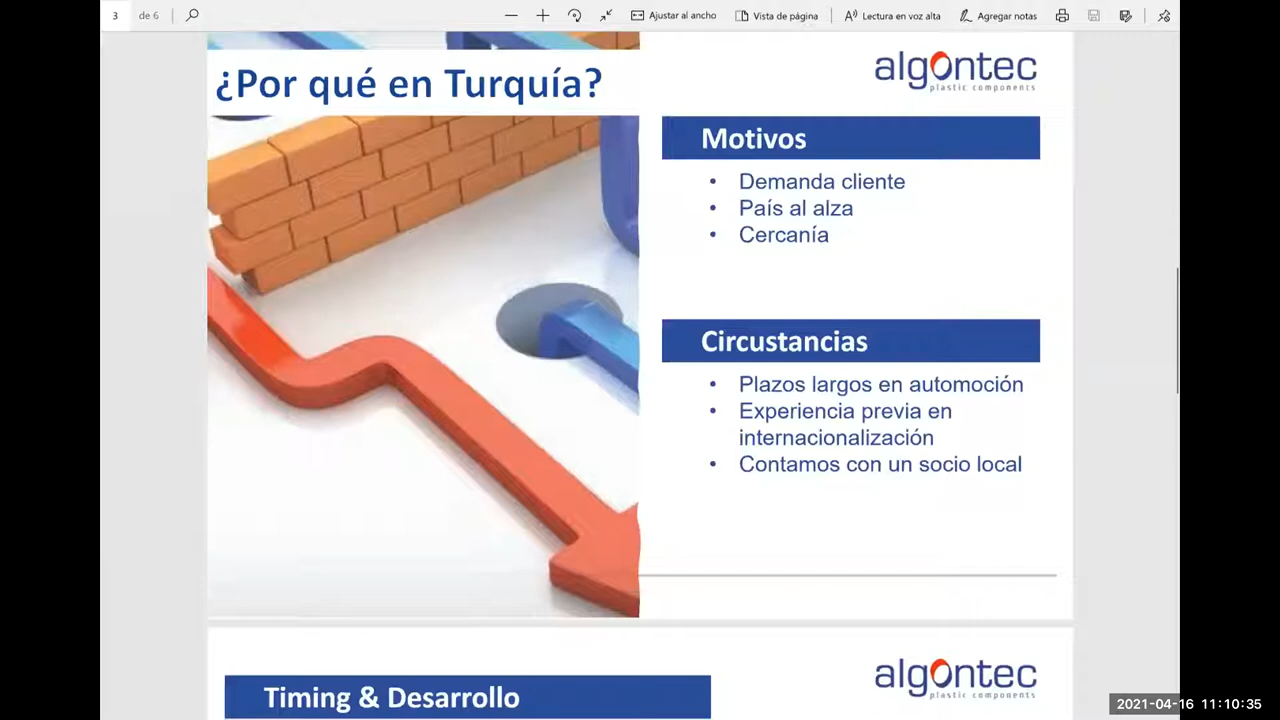 3 de 6 Ajustar al ancho Vista de página Lectura en voz alta Agregar notas
¿Por qué en Turquía?
algontec
plastic components
Motivos
• Demanda cliente
• País al alza
• Cercanía
Circustancias
• Plazos largos en automoción
• Experiencia previa en
internacionalización
• Contamos con un socio local
algontec
plastic components
Timing & Desarrollo
2021-04-16 11:10:35